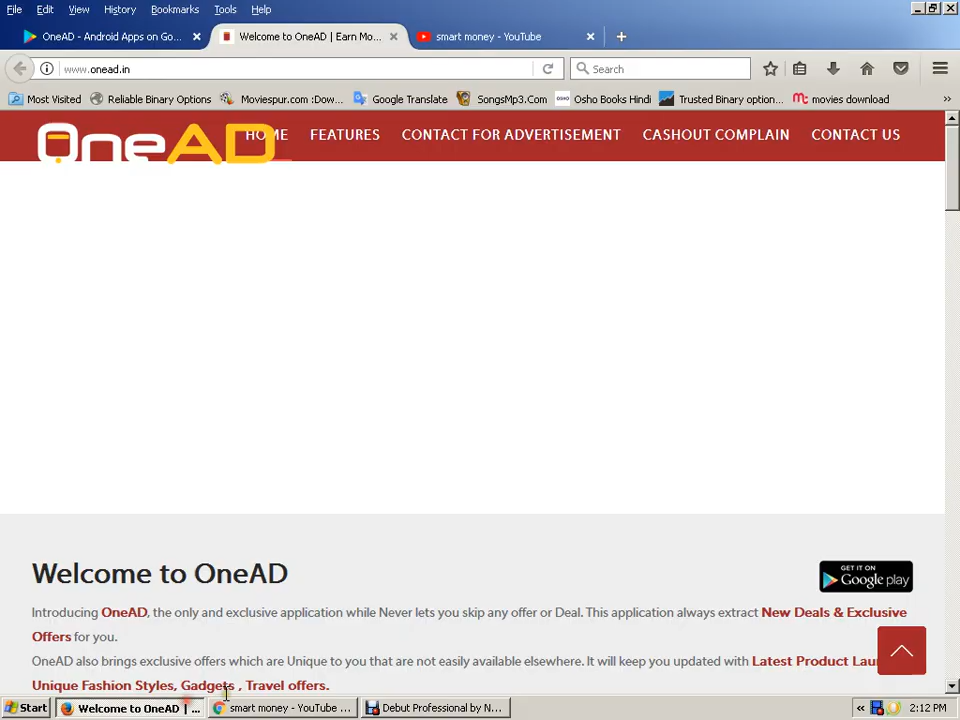 File Edit View History Bookmarks Tools Help
OneAD - Android Apps on Go... Welcome to OneAD | Earn Mo... smart money - YouTube
www.onead.in Search
Most Visited Reliable Binary Options Moviespur.com :Dow... Google Translate SongsMp3.Com Osho Books Hindi Trusted Binary option... movies download
OneAD HOME FEATURES CONTACT FOR ADVERTISEMENT CASHOUT COMPLAIN CONTACT US
Welcome to OneAD
GET IT ON
Google play
Introducing OneAD, the only and exclusive application while Never lets you skip any offer or Deal. This application always extract New Deals & Exclusive
Offers for you.
OneAD also brings exclusive offers which are Unique to you that are not easily available elsewhere. It will keep you updated with Latest Product
Unique Fashion Styles, Gadgets , Travel offers.
Start Welcome to OneAD | ... smart money - YouTube ... Debut Professional by N... 2:12 PM